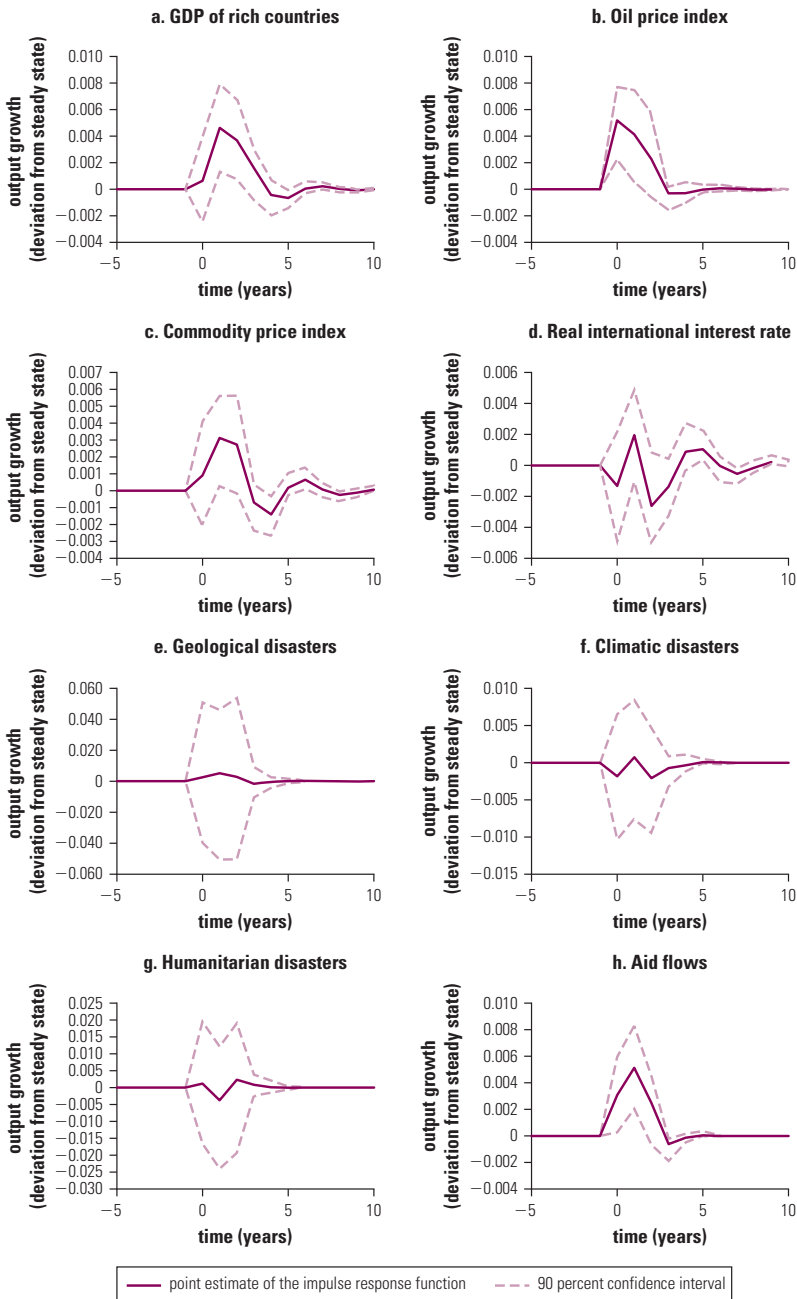 a. GDP of rich countries
output growth
(deviation from steady state)
0.010
0.008
0.006
0.004
0.002
0
−0.002
−0.004
−5
0
5
10
time (years)
b. Oil price index
output growth
(deviation from steady state)
0.010
0.008
0.006
0.004
0.002
0
−0.002
−0.004
−5
0
5
10
time (years)
c. Commodity price index
output growth
(deviation from steady state)
0.007
0.006
0.005
0.004
0.003
0.002
0.001
0
−0.001
−0.002
−0.003
−0.004
−5
0
5
10
time (years)
d. Real international interest rate
output growth
(deviation from steady state)
0.006
0.004
0.002
0
−0.002
−0.004
−0.006
−5
0
5
10
time (years)
e. Geological disasters
output growth
(deviation from steady state)
0.060
0.040
0.020
0
−0.020
−0.040
−0.060
−5
0
5
10
time (years)
f. Climatic disasters
output growth
(deviation from steady state)
0.010
0.005
0.000
−0.005
−0.010
−0.015
−5
0
5
10
time (years)
g. Humanitarian disasters
output growth
(deviation from steady state)
0.025
0.020
0.015
0.010
0.005
0
−0.005
−0.010
−0.015
−0.020
−0.025
−0.030
−5
0
5
10
time (years)
h. Aid flows
output growth
(deviation from steady state)
0.010
0.008
0.006
0.004
0.002
0
−0.002
−0.004
−5
0
5
10
time (years)
point estimate of the impulse response function
90 percent confidence interval